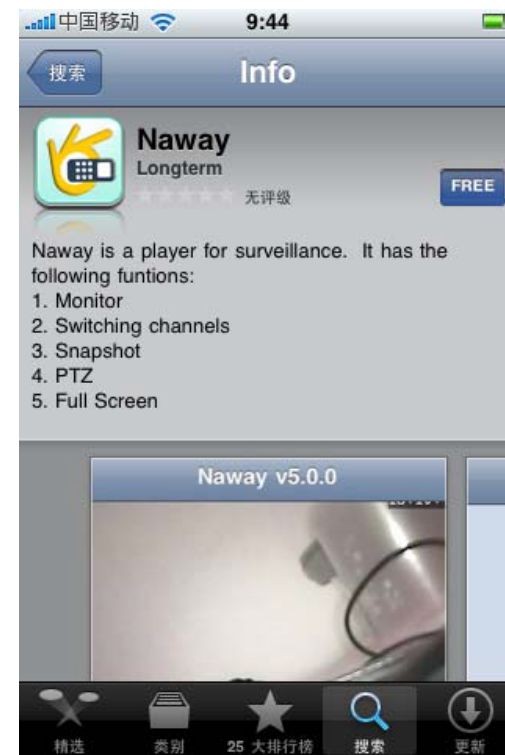 中国移动 9:44
搜索 Info
Naway
Longterm
无评级
FREE
Naway is a player for surveillance. It has the
following funtions:
1. Monitor
2. Switching channels
3. Snapshot
4. PTZ
5. Full Screen
Naway v5.0.0
精选 类别 25 大排行榜 搜索 更新